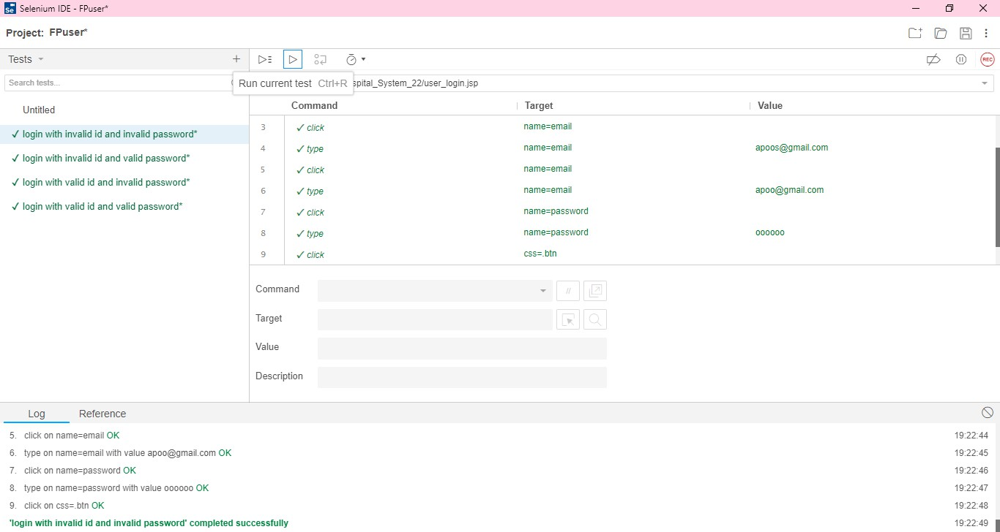 Se Selenium IDE - FPuser*
Project: FPuser*
Tests
Search tests...
Run current test Ctrl+R
spital_System_22/user_login.jsp
REC
Command Target Value
Untitled
✓ login with invalid id and invalid password*
✓ login with invalid id and valid password*
✓ login with valid id and invalid password*
✓ login with valid id and valid password*
3 ✓ click name=email
4 ✓ type name=email apoos@gmail.com
5 ✓ click name=email
6 ✓ type name=email apoo@gmail.com
7 ✓ click name=password
8 ✓ type name=password oooooo
9 ✓ click css=.btn
Command //
Target
Value
Description
Log Reference
5. click on name=email OK 19:22:44
6. type on name=email with value apoo@gmail.com OK 19:22:45
7. click on name=password OK 19:22:46
8. type on name=password with value oooooo OK 19:22:47
9. click on css=.btn OK 19:22:48
'login with invalid id and invalid password' completed successfully 19:22:49